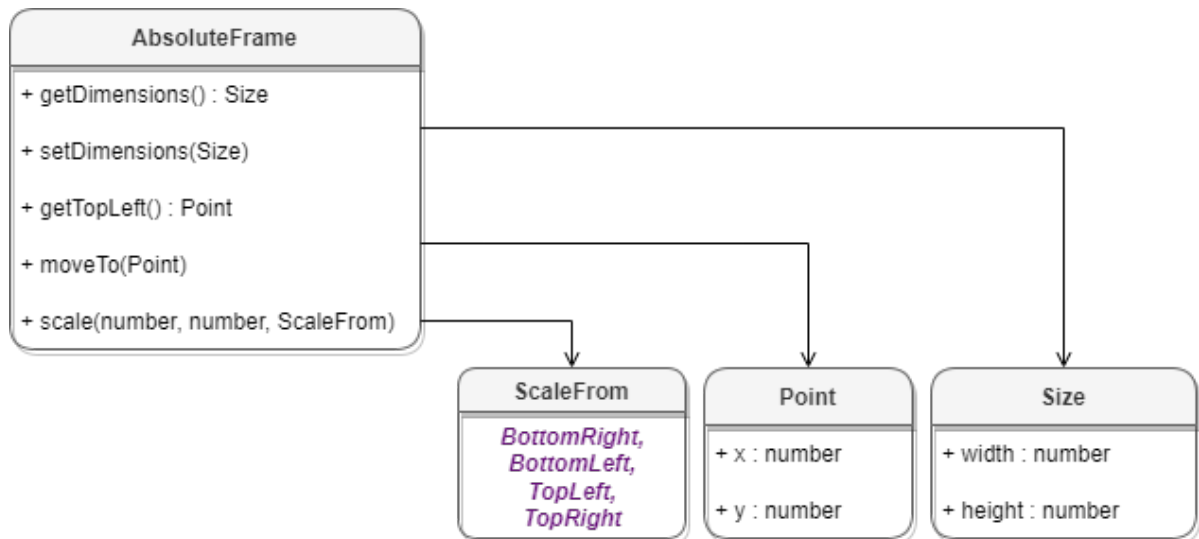 AbsoluteFrame
+ getDimensions() : Size
+ setDimensions(Size)
+ getTopLeft() : Point
+ moveTo(Point)
+ scale(number, number, ScaleFrom)
ScaleFrom
BottomRight,
BottomLeft,
TopLeft,
TopRight
Point
+ x : number
+ y : number
Size
+ width : number
+ height : number